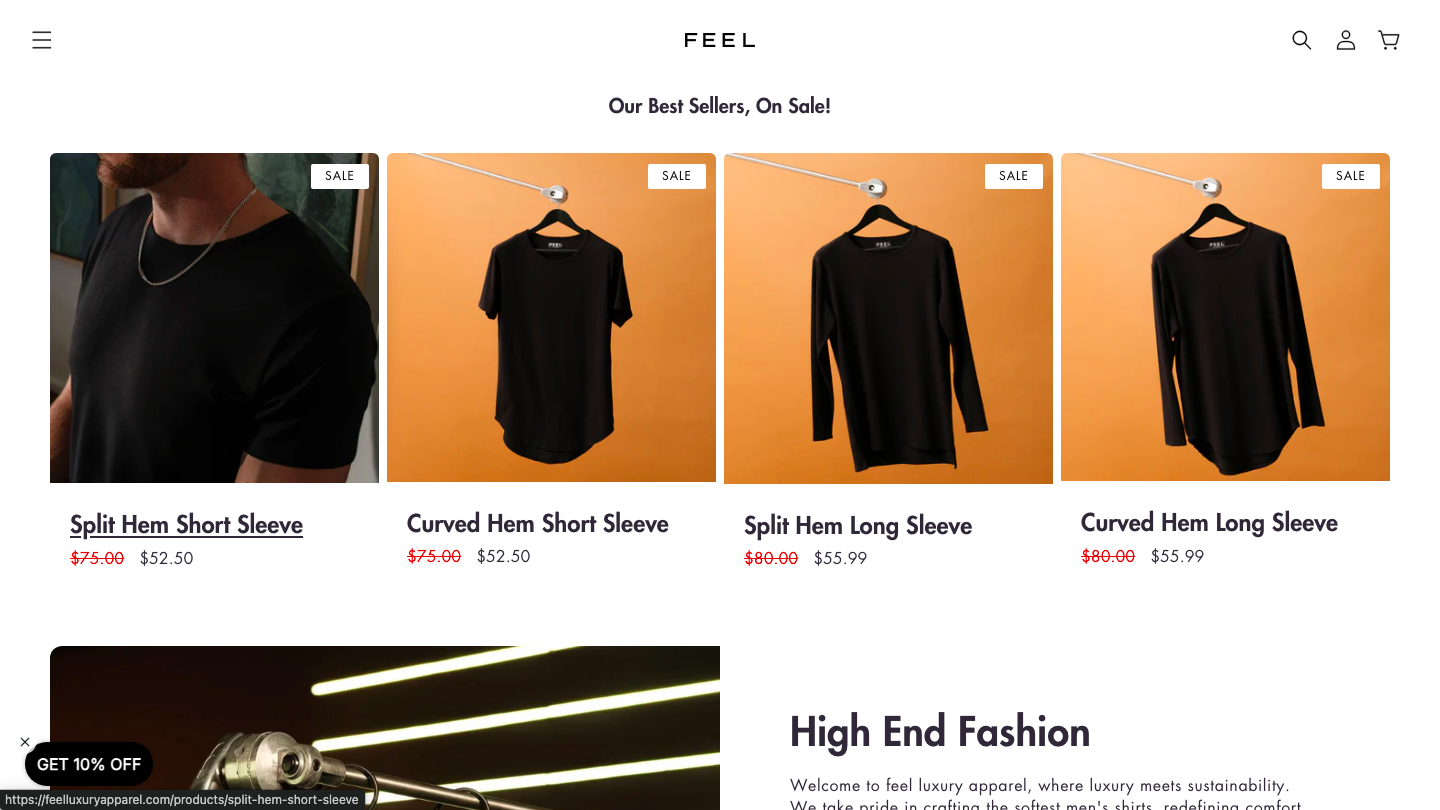 FEEL
Our Best Sellers, On Sale!
SALE
SALE
SALE
SALE
FEEL
FEEL
FEEL
Split Hem Short Sleeve
$75.00 $52.50
Curved Hem Short Sleeve
$75.00 $52.50
Split Hem Long Sleeve
$80.00 $55.99
Curved Hem Long Sleeve
$80.00 $55.99
High End Fashion
Welcome to feel luxury apparel, where luxury meets sustainability.
We take pride in crafting the softest men's shirts, redefining comfort
GET 10% OFF
https://feelluxuryapparel.com/products/split-hem-short-sleeve